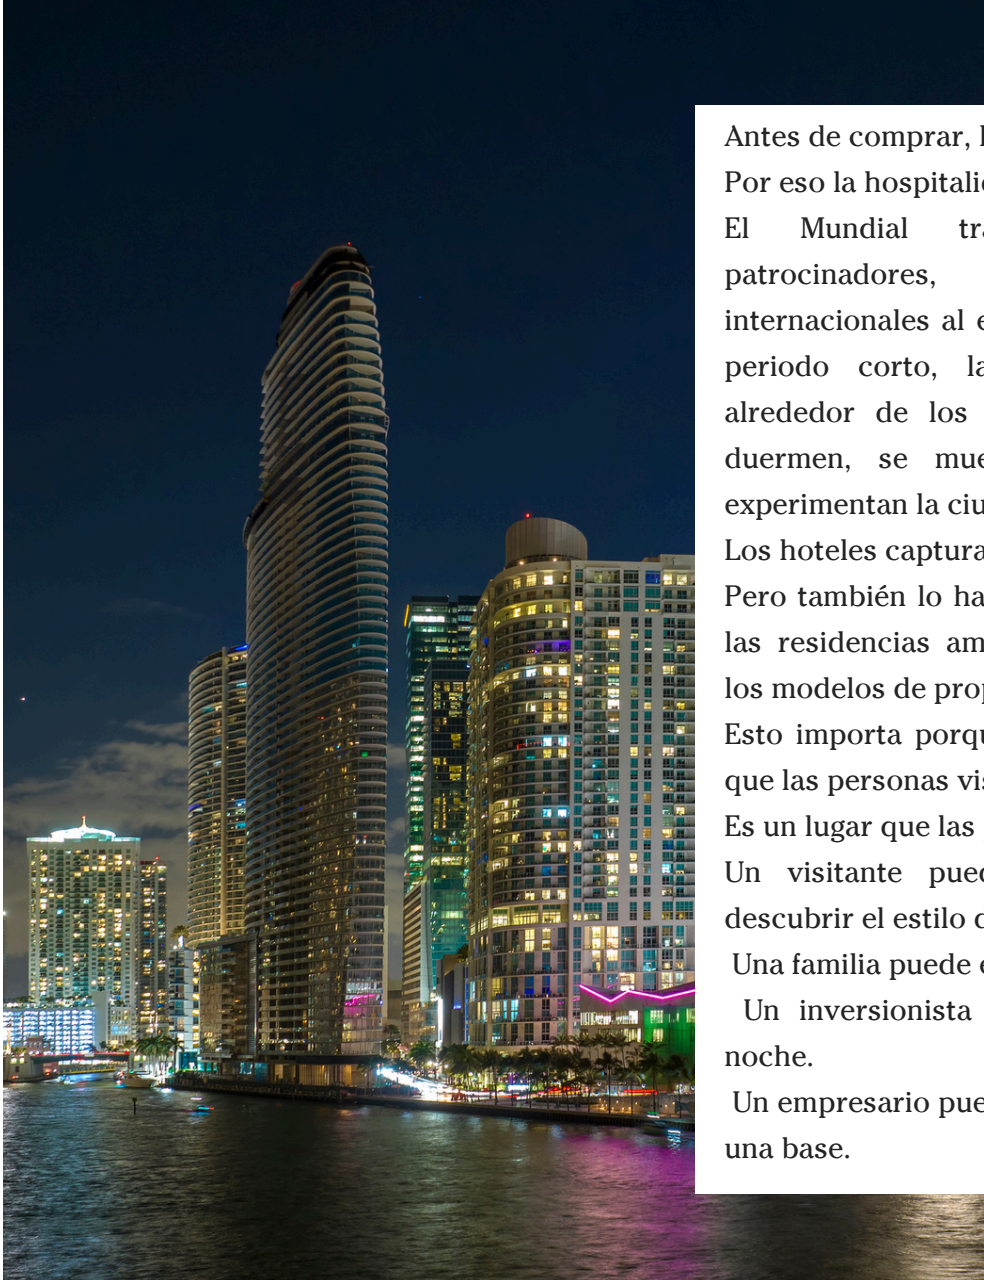 Antes de comprar,
Por eso la
El Mundial
patrocinadores,
internacionales al
periodo corto,
alrededor de los
duermen, se
experimentan la
Los hoteles
Pero también lo
las residencias
los modelos de
Esto importa
que las personas
Es un lugar que las
Un visitante
descubrir el estilo
Una familia puede
Un inversionista
noche.
Un empresario
una base.